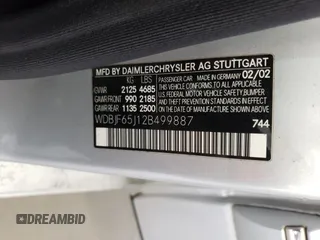 MFD BY DAIMLERCHRYSLER AG STUTTGART
PASSENGER CAR MADE IN GERMANY 02/02
KG LBS
GVWR 2125 4685
GAWR FRONT 990 2185
GAWR REAR 1135 2500
THIS VEHICLE CONFORMS TO ALL APPLICABLE
U.S. FEDERAL MOTOR VEHICLE SAFETY
BUMPER AND THEFT PREVENTION
STANDARDS IN EFFECT ON THE DATE OF
MANUFACTURE SHOWN ABOVE.
WDBJF65J12B499887
744
DREAMBID